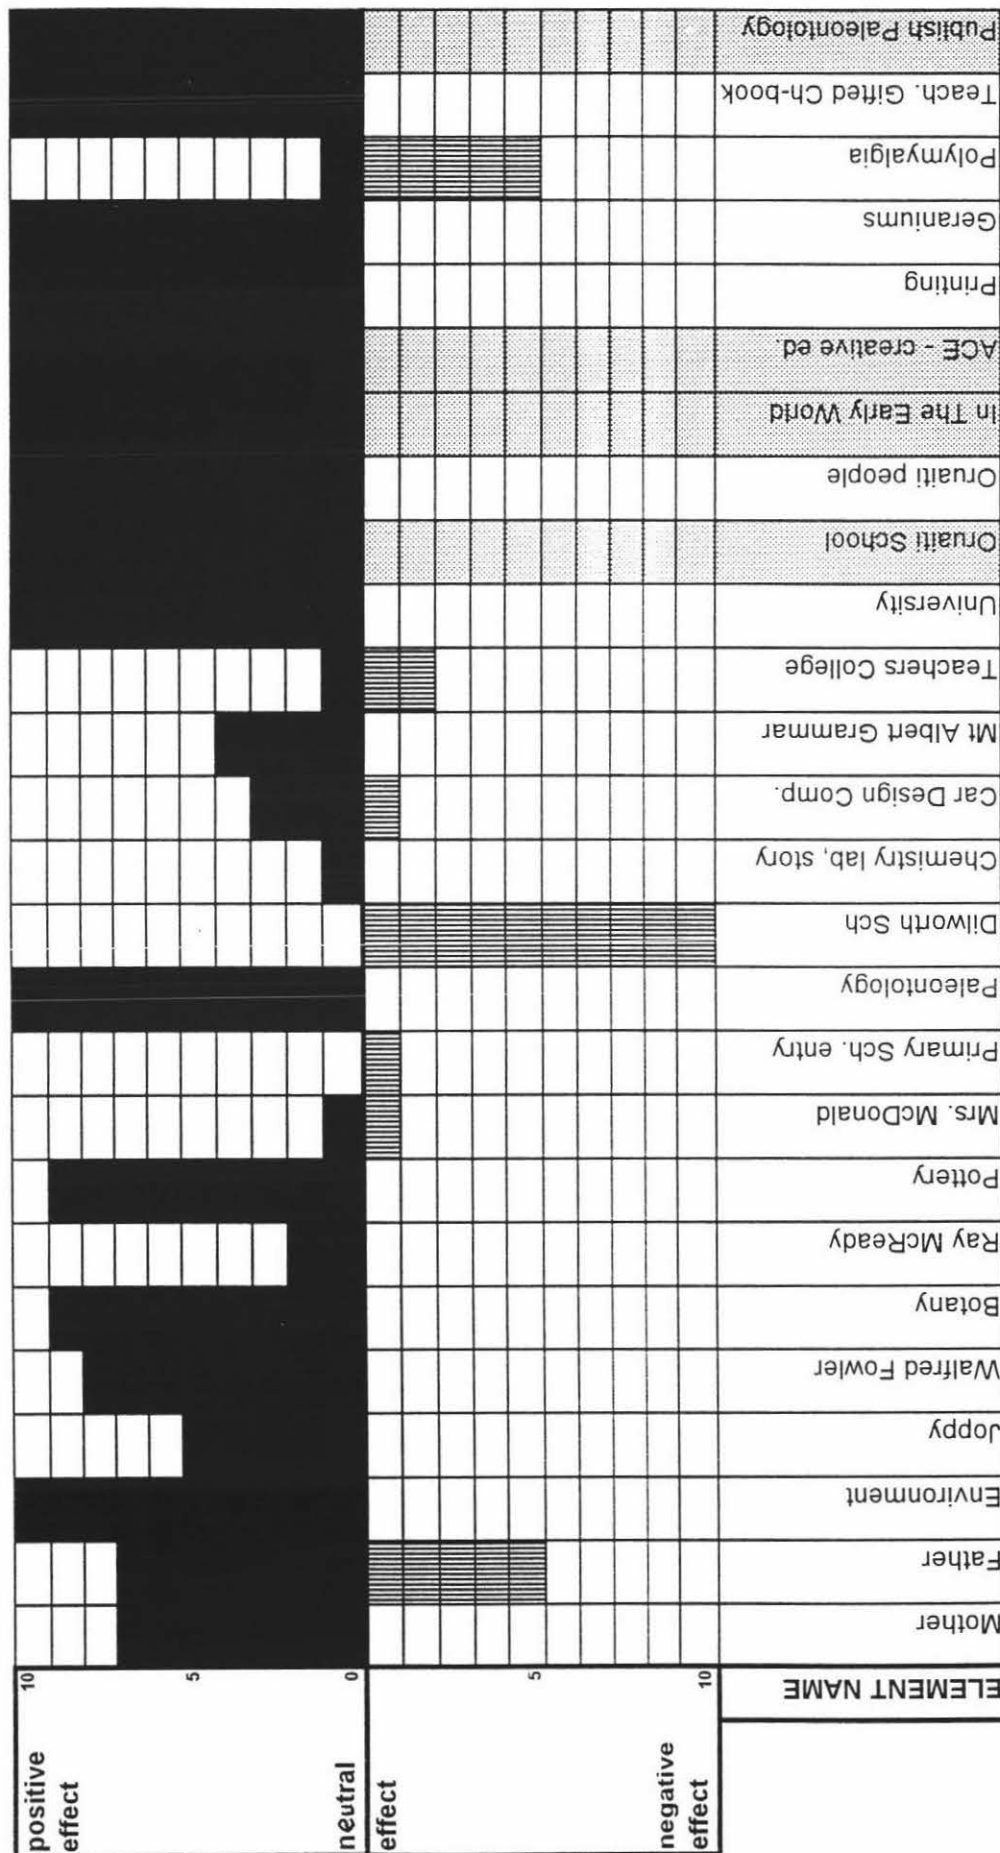 positive
effect
neutral
effect
negative
effect
10
5
0
5
10
ELEMENT NAME
Mother
Father
Environment
Joppy
Walfred Fowler
Botany
Ray McReady
Pottery
Mrs. McDonald
Primary Sch. entry
Paleontology
Dilworth Sch
Chemistry lab, story
Car Design Comp.
Mt Albert Grammar
Teachers College
University
Oruaiti School
Oruaiti people
In The Early World
ACE - creative ed.
Printing
Geraniums
Polymyalgia
Teach. Gifted Ch-book
Publish Paleontology